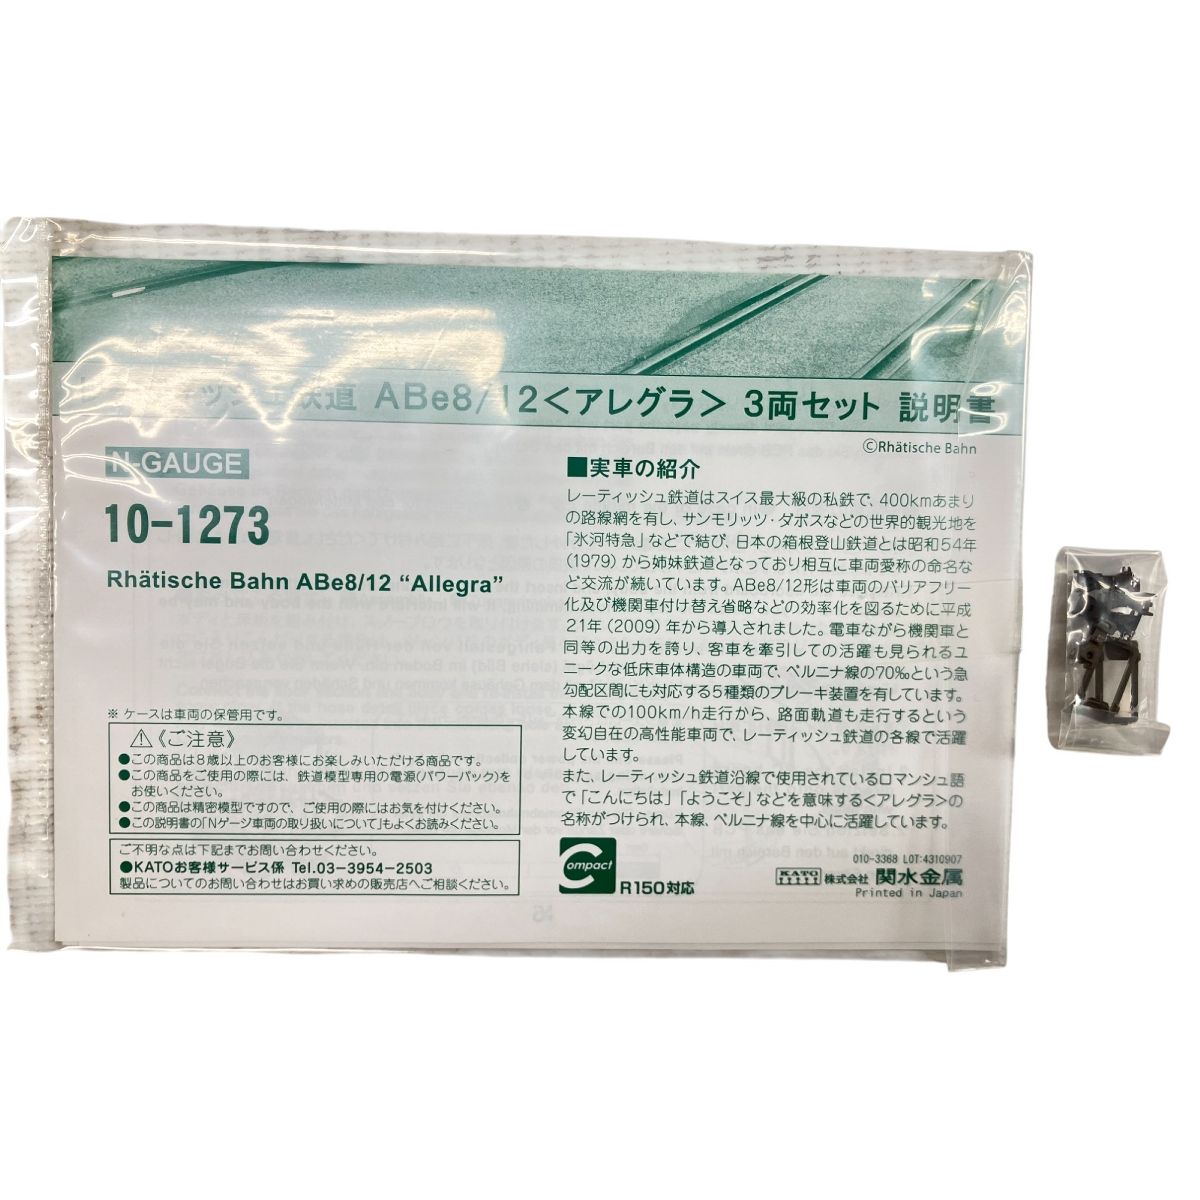 ッシュ鉄道 ABe8/12＜アレグラ＞ 3両セット 説明書
©Rhätische Bahn
N-GAUGE
10-1273
Rhätische Bahn ABe8/12 “Allegra”
※ ケースは車両の保管用です。
⚠《ご注意》
●この商品は8歳以上のお客様にお楽しみいただける商品です。
●この商品をご使用の際には、鉄道模型専用の電源(パワーパック)を
お使いください。
●この商品は精密模型ですので、ご使用の際にはお気を付けください。
●この説明書の「Nゲージ車両の取り扱いについて」もよくお読みください。
ご不明な点は下記までお問い合わせください。
●KATOお客様サービス係 Tel.03-3954-2503
製品についてのお問い合わせはお買い求めの販売店へご相談ください。
■実車の紹介
レーティッシュ鉄道はスイス最大級の私鉄で、400kmあまり
の路線網を有し、サンモリッツ・ダボスなどの世界的観光地を
「氷河特急」などで結び、日本の箱根登山鉄道とは昭和54年
(1979) から姉妹鉄道となっており相互に車両愛称の命名な
ど交流が続いています。ABe8/12形は車両のバリアフリー
化及び機関車付け替え省略などの効率化を図るために平成
21年 (2009) 年から導入されました。電車ながら機関車と
同等の出力を誇り、客車を牽引しての活躍も見られるユ
ニークな低床車体構造の車両で、ベルニナ線の70‰という急
勾配区間にも対応する5種類のブレーキ装置を有しています。
本線での100km/h走行から、路面軌道も走行するという
変幻自在の高性能車両で、レーティッシュ鉄道の各線で活躍
しています。
また、レーティッシュ鉄道沿線で使用されているロマンシュ語
で「こんにちは」「ようこそ」などを意味する＜アレグラ＞の
名称がつけられ、本線、ベルニナ線を中心に活躍しています。
Compact
R150対応
010-3368 LOT:4310907
KATO 株式会社 関水金属
Printed in Japan